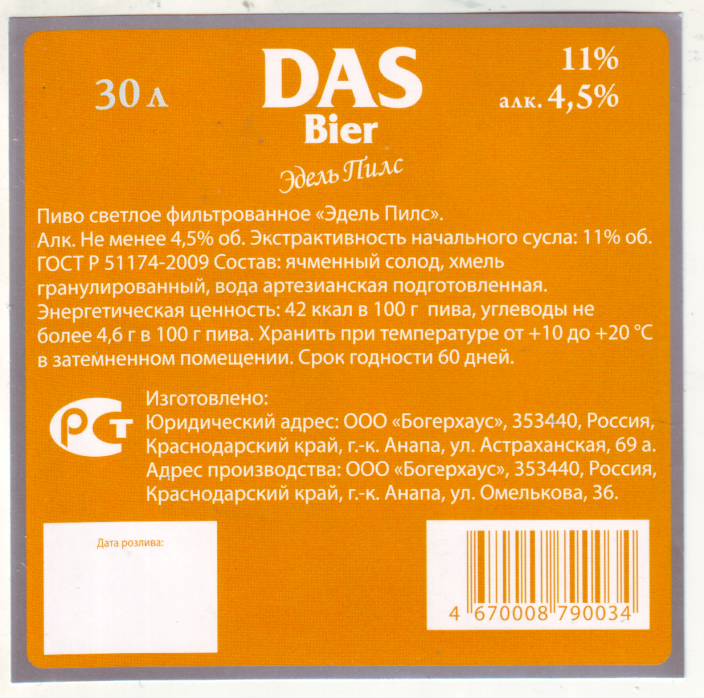 30 л
DAS
Bier
Эдель Пилс
11%
алк. 4,5%
Пиво светлое фильтрованное «Эдель Пилс».
Алк. Не менее 4,5% об. Экстрактивность начального сусла: 11% об.
ГОСТ Р 51174-2009 Состав: ячменный солод, хмель
гранулированный, вода артезианская подготовленная.
Энергетическая ценность: 42 ккал в 100 г пива, углеводы не
более 4,6 г в 100 г пива. Хранить при температуре от +10 до +20 °С
в затемненном помещении. Срок годности 60 дней.
РСТ
Изготовлено:
Юридический адрес: ООО «Богерхаус», 353440, Россия,
Краснодарский край, г.-к. Анапа, ул. Астраханская, 69 а.
Адрес производства: ООО «Богерхаус», 353440, Россия,
Краснодарский край, г.-к. Анапа, ул. Омелькова, 36.
Дата розлива:
4 670008 790034